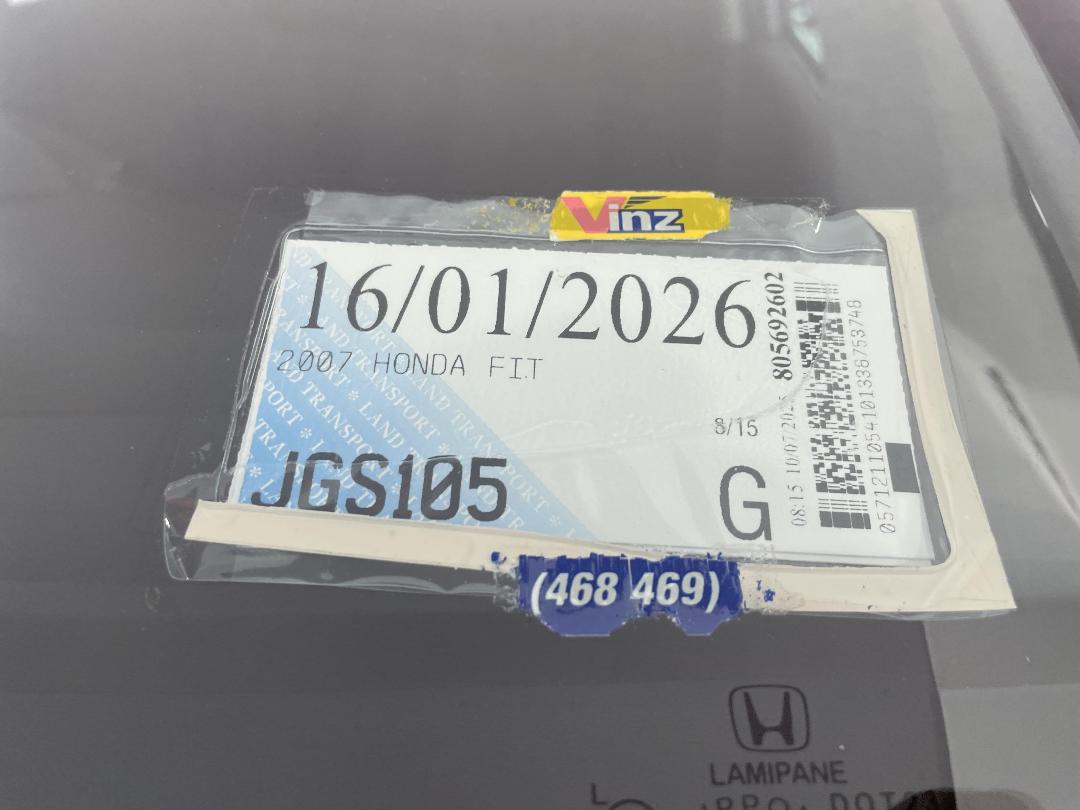 Vinz
16/01/2026
2007 HONDA FIT
8/15
JGS105
G
805692602
(468 469)
LAMIPANE